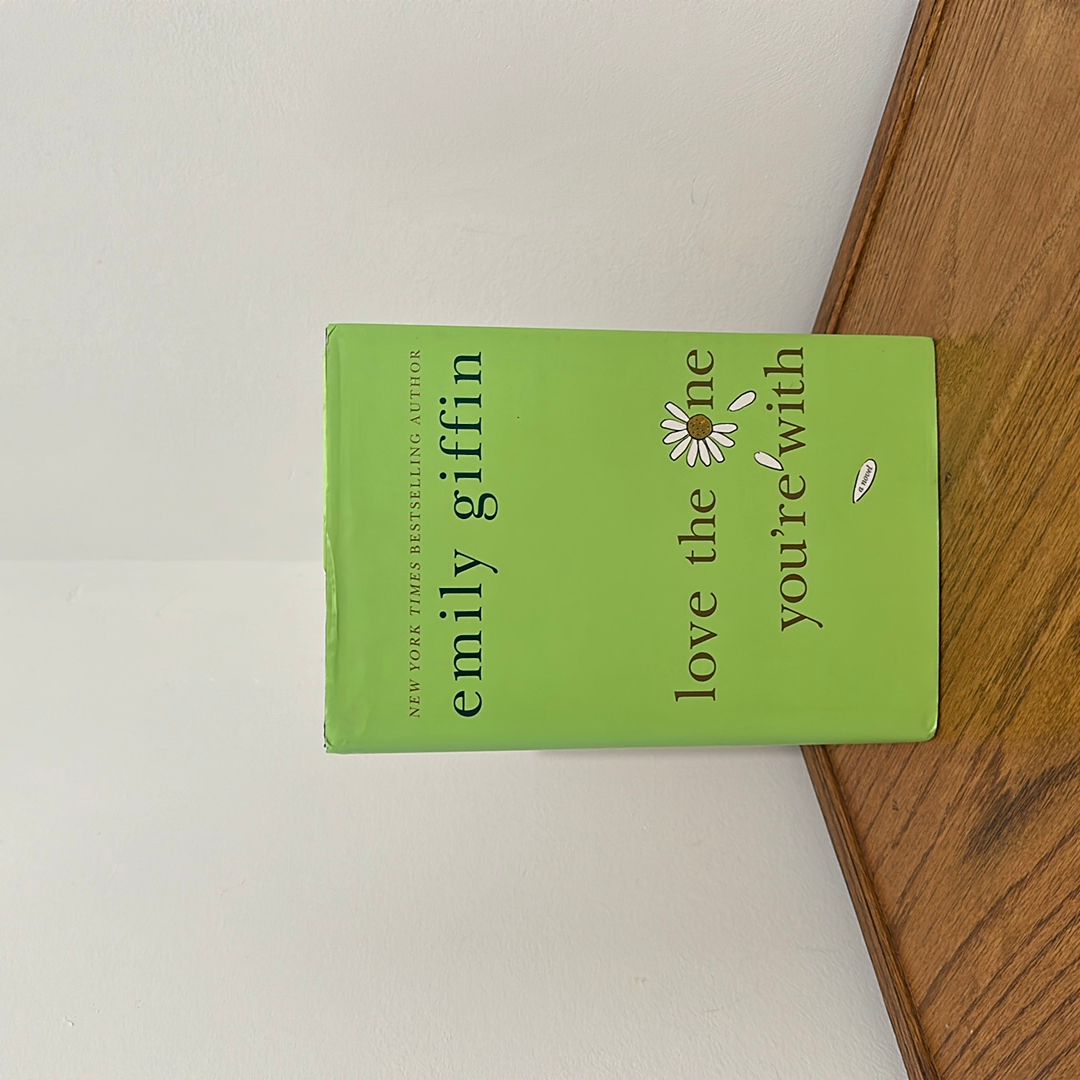 NEW YORK TIMES BESTSELLING AUTHOR
emily giffin
love the one
you're with
a novel